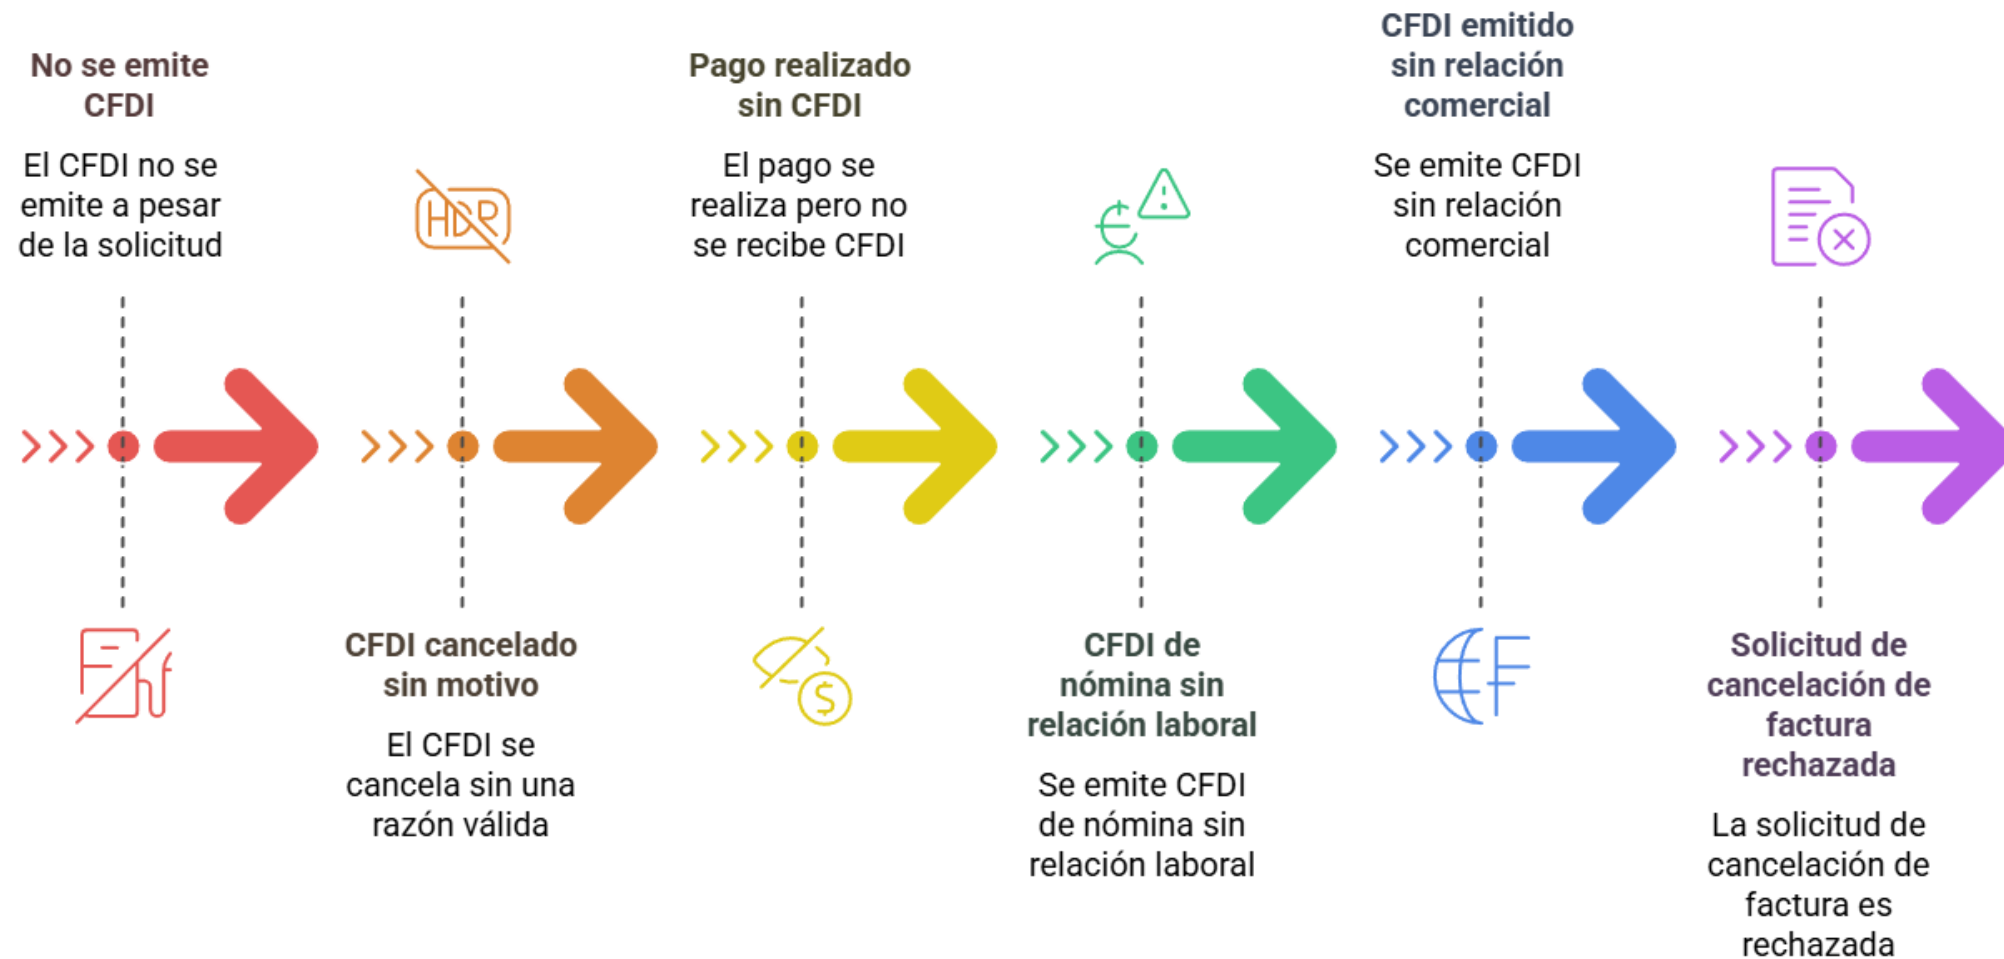 No se emite
CFDI
El CFDI no se
emite a pesar
de la solicitud
HDR
CFDI cancelado
sin motivo
El CFDI se
cancela sin una
razón válida
Pago realizado
sin CFDI
El pago se
realiza pero no
se recibe CFDI
$
CFDI de
nómina sin
relación laboral
Se emite CFDI
de nómina sin
relación laboral
CFDI emitido
sin relación
comercial
Se emite CFDI
sin relación
comercial
Solicitud de
cancelación de
factura
rechazada
La solicitud de
cancelación de
factura es
rechazada